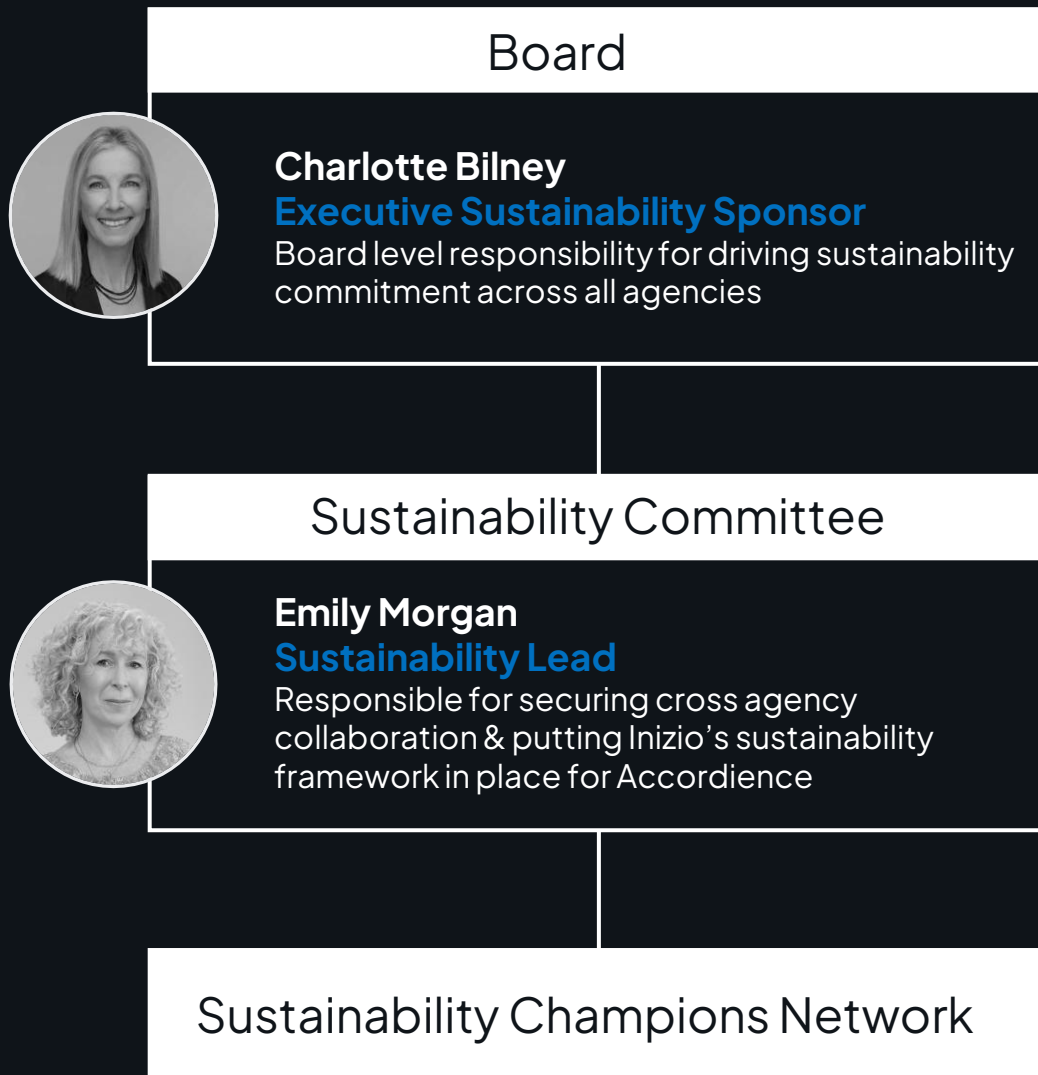 Board
Charlotte Bilney
Executive Sustainability Sponsor
Board level responsibility for driving sustainability
commitment across all agencies
Sustainability Committee
Emily Morgan
Sustainability Lead
Responsible for securing cross agency
collaboration & putting Inizio’s sustainability
framework in place for Accordience
Sustainability Champions Network